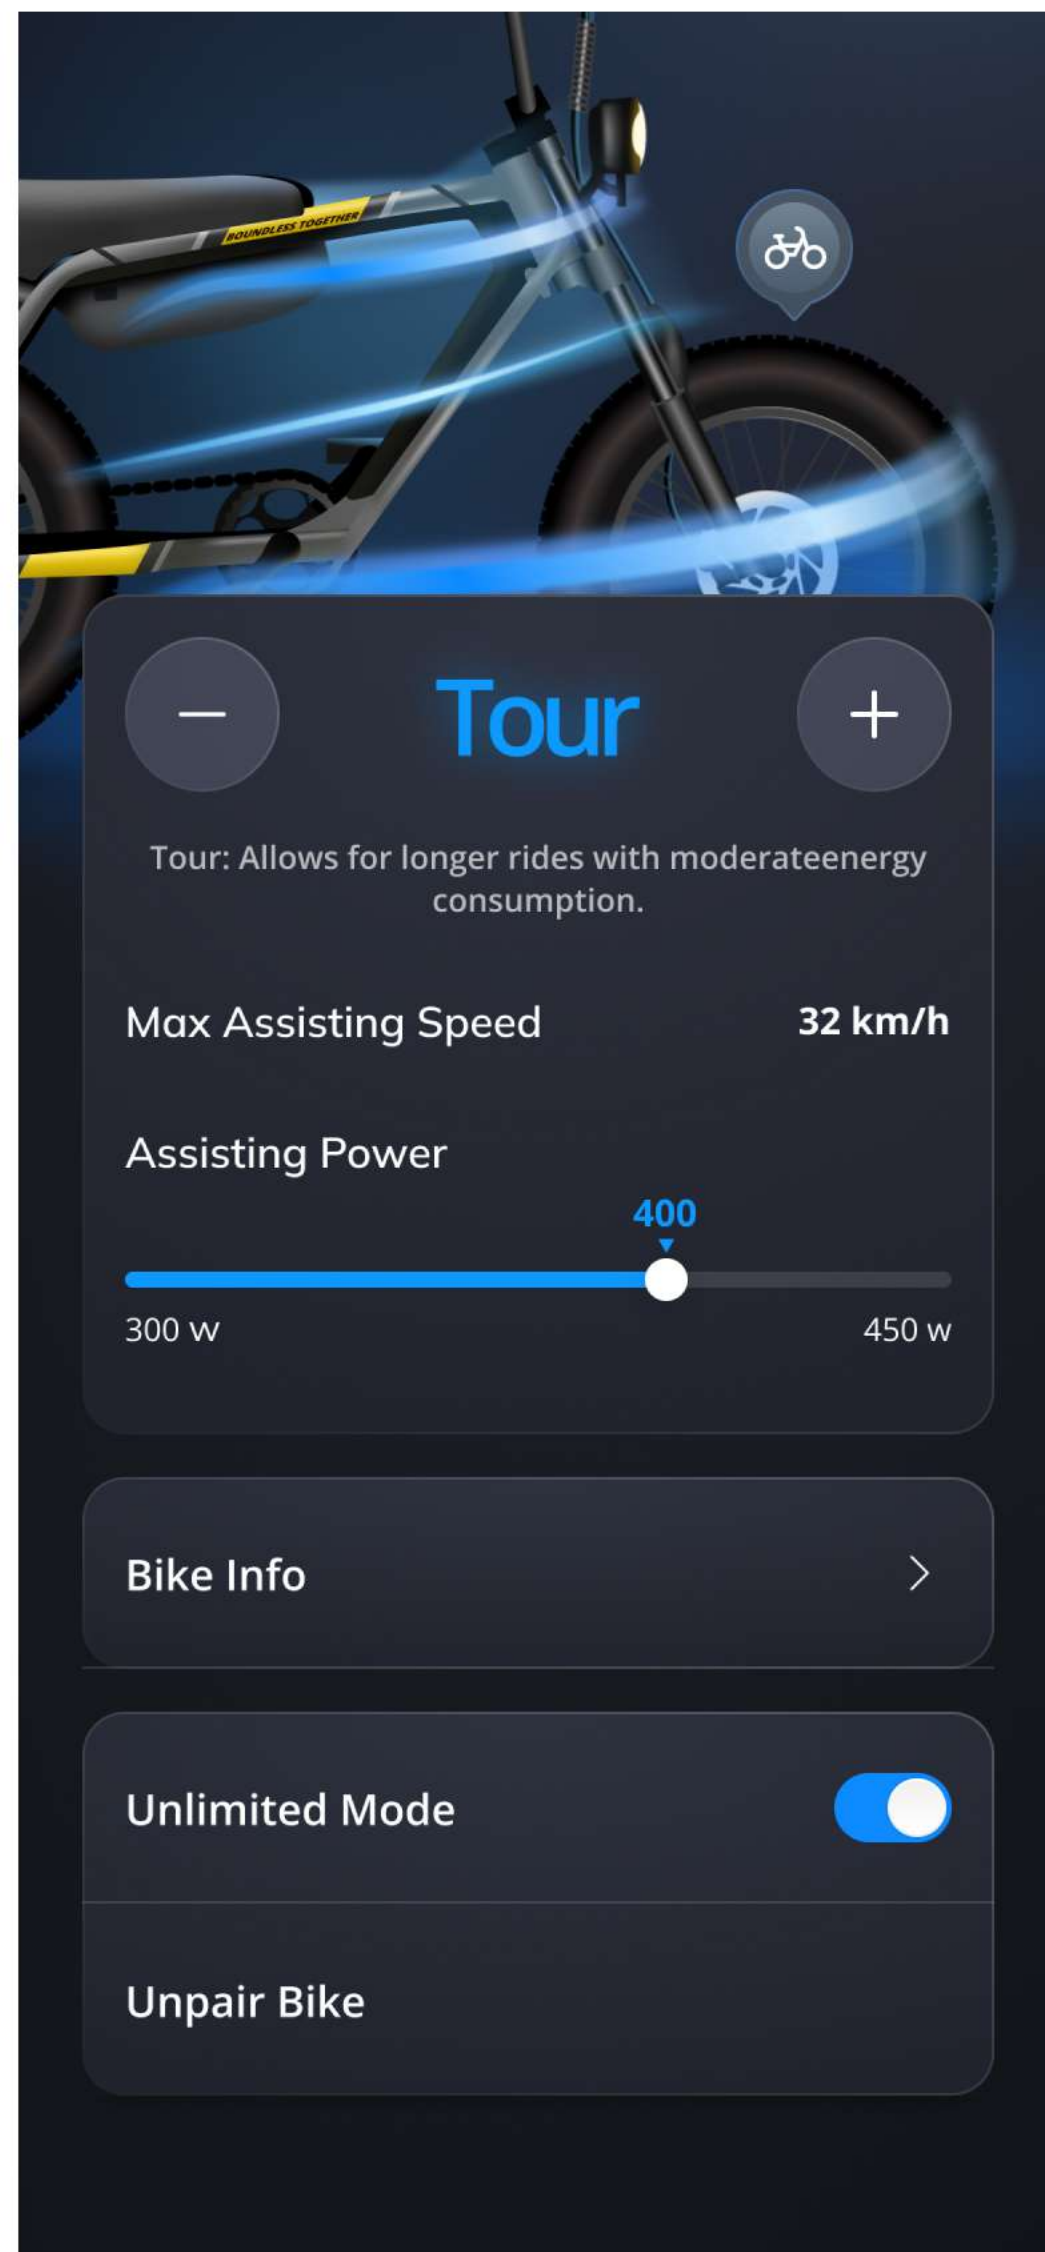 BOUNDLESS TOGETHER
Tour
Tour: Allows for longer rides with moderateenergy
consumption.
Max Assisting Speed 32 km/h
Assisting Power
400
300 W 450 w
Bike Info
Unlimited Mode
Unpair Bike